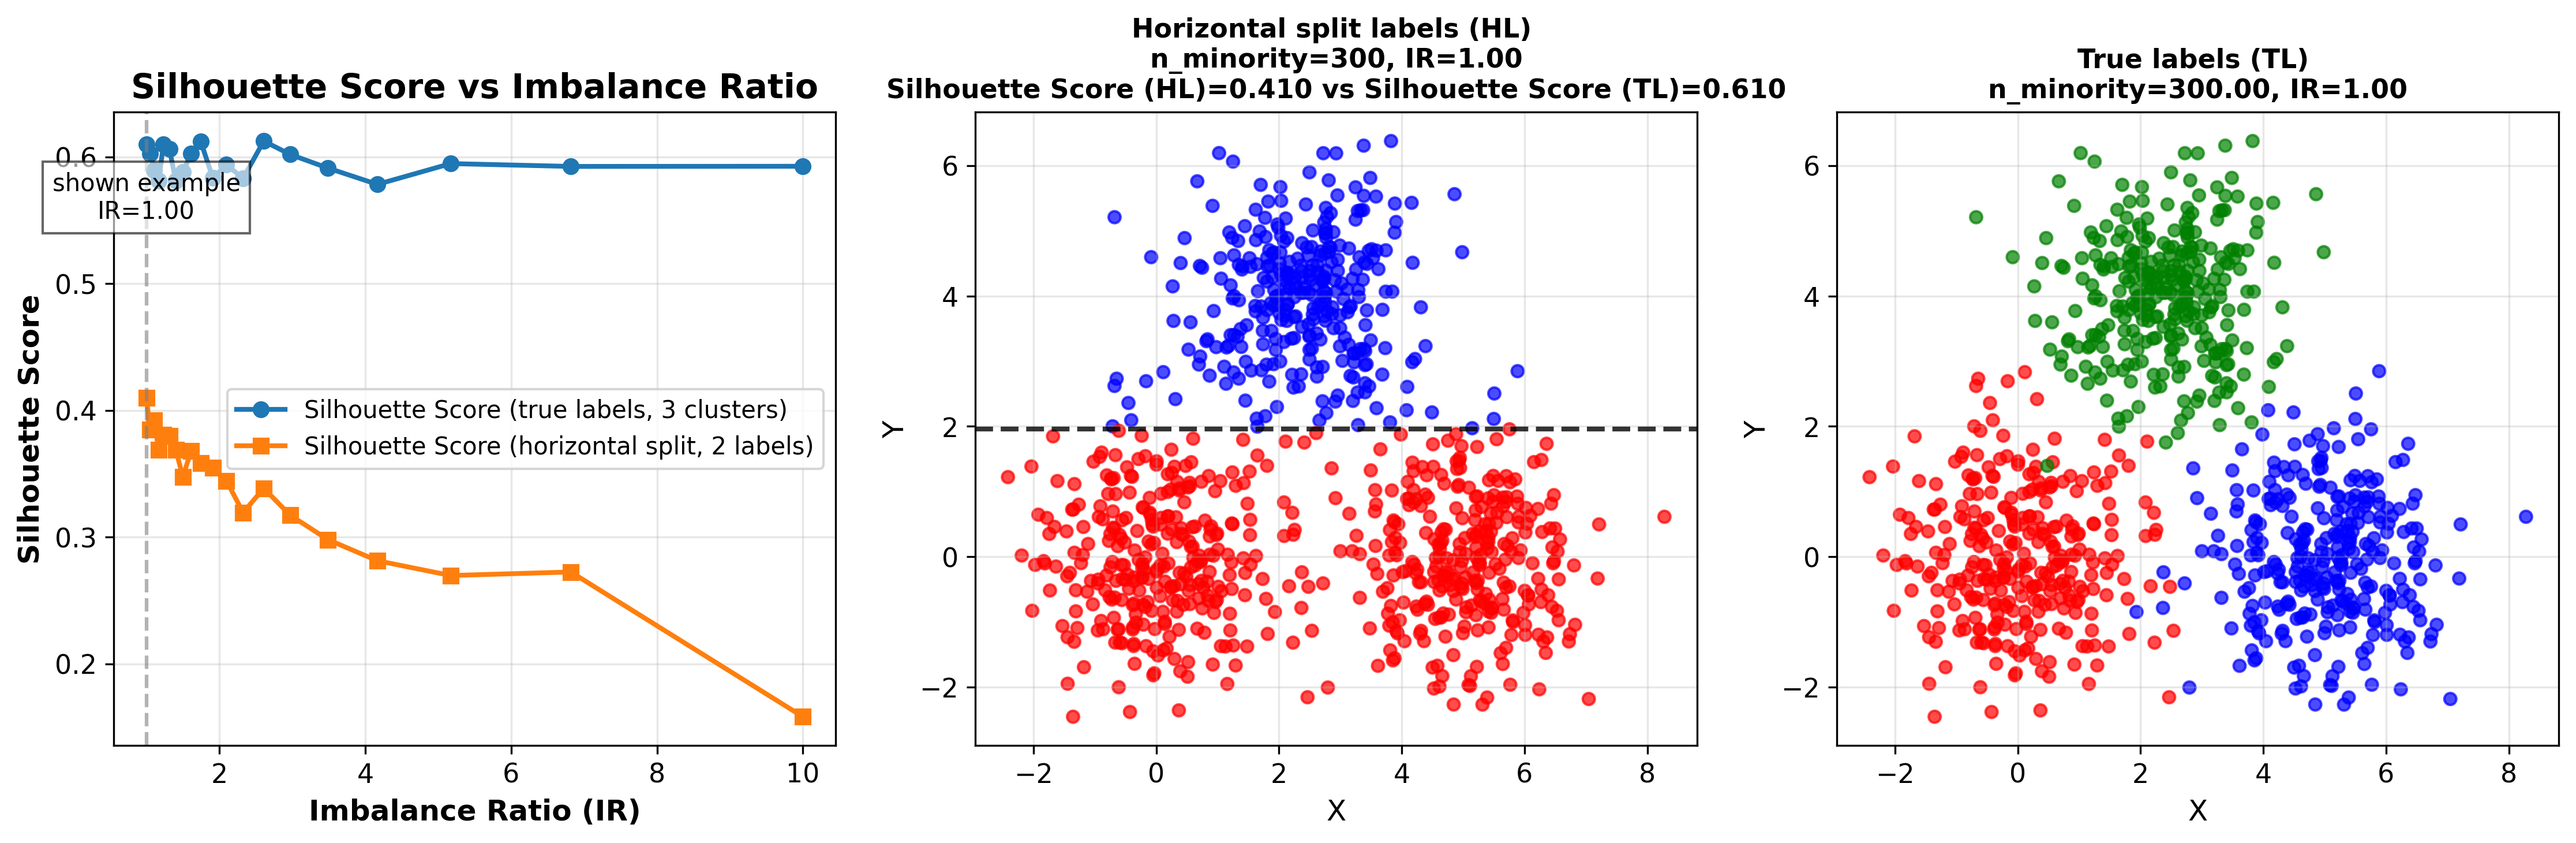 Silhouette Score vs Imbalance Ratio
Silhouette Score
0.6
0.5
0.4
0.3
0.2
shown example
IR=1.00
Silhouette Score (true labels, 3 clusters)
Silhouette Score (horizontal split, 2 labels)
2
4
6
8
10
Imbalance Ratio (IR)
Horizontal split labels (HL)
n_minority=300, IR=1.00
Silhouette Score (HL)=0.410 vs Silhouette Score (TL)=0.610
Y
6
4
2
0
−2
−2
0
2
4
6
8
X
True labels (TL)
n_minority=300.00, IR=1.00
Y
6
4
2
0
−2
−2
0
2
4
6
8
X